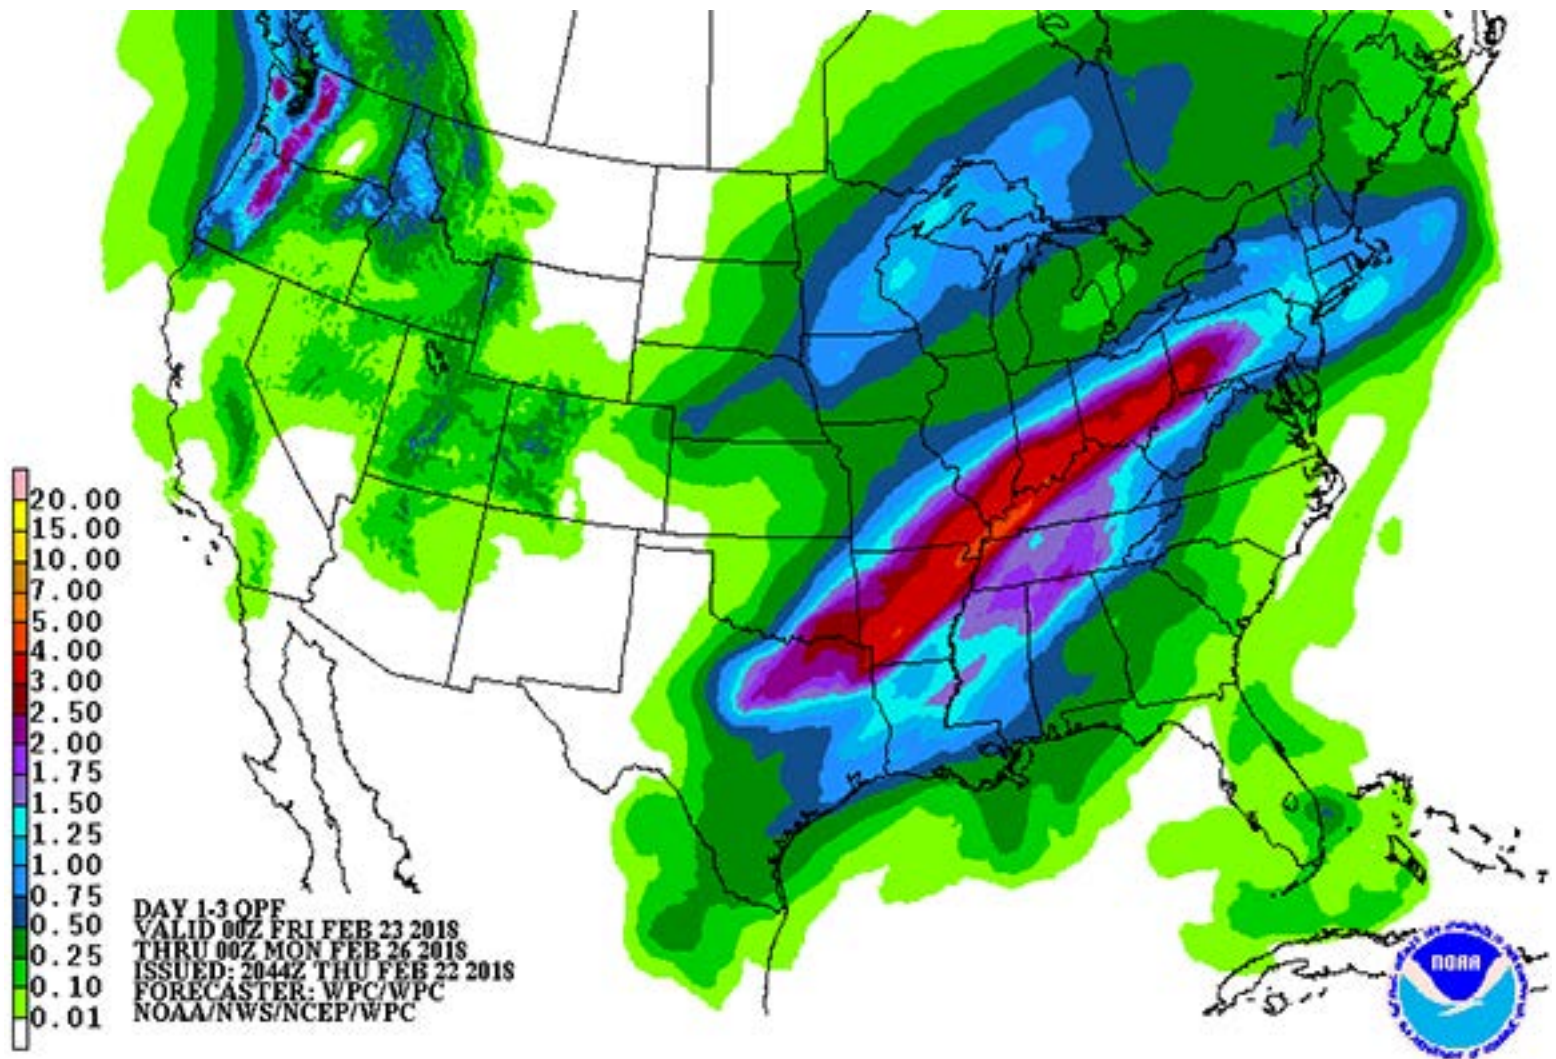 20.00
15.00
10.00
7.00
5.00
4.00
3.00
2.50
2.00
1.75
1.50
1.25
1.00
0.75
0.50
0.25
0.10
0.01
DAY 1-3 QPF
VALID 00Z FRI FEB 23 2018
THRU 00Z MON FEB 26 2018
ISSUED: 2044Z THU FEB 22 2018
FORECASTER: WPC/WPC
NOAA/NWS/NCEP/WPC
NOAA